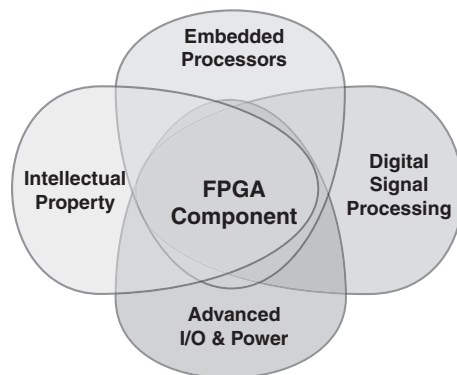 Embedded
Processors
Intellectual
Property
FPGA
Component
Digital
Signal
Processing
Advanced
I/O & Power